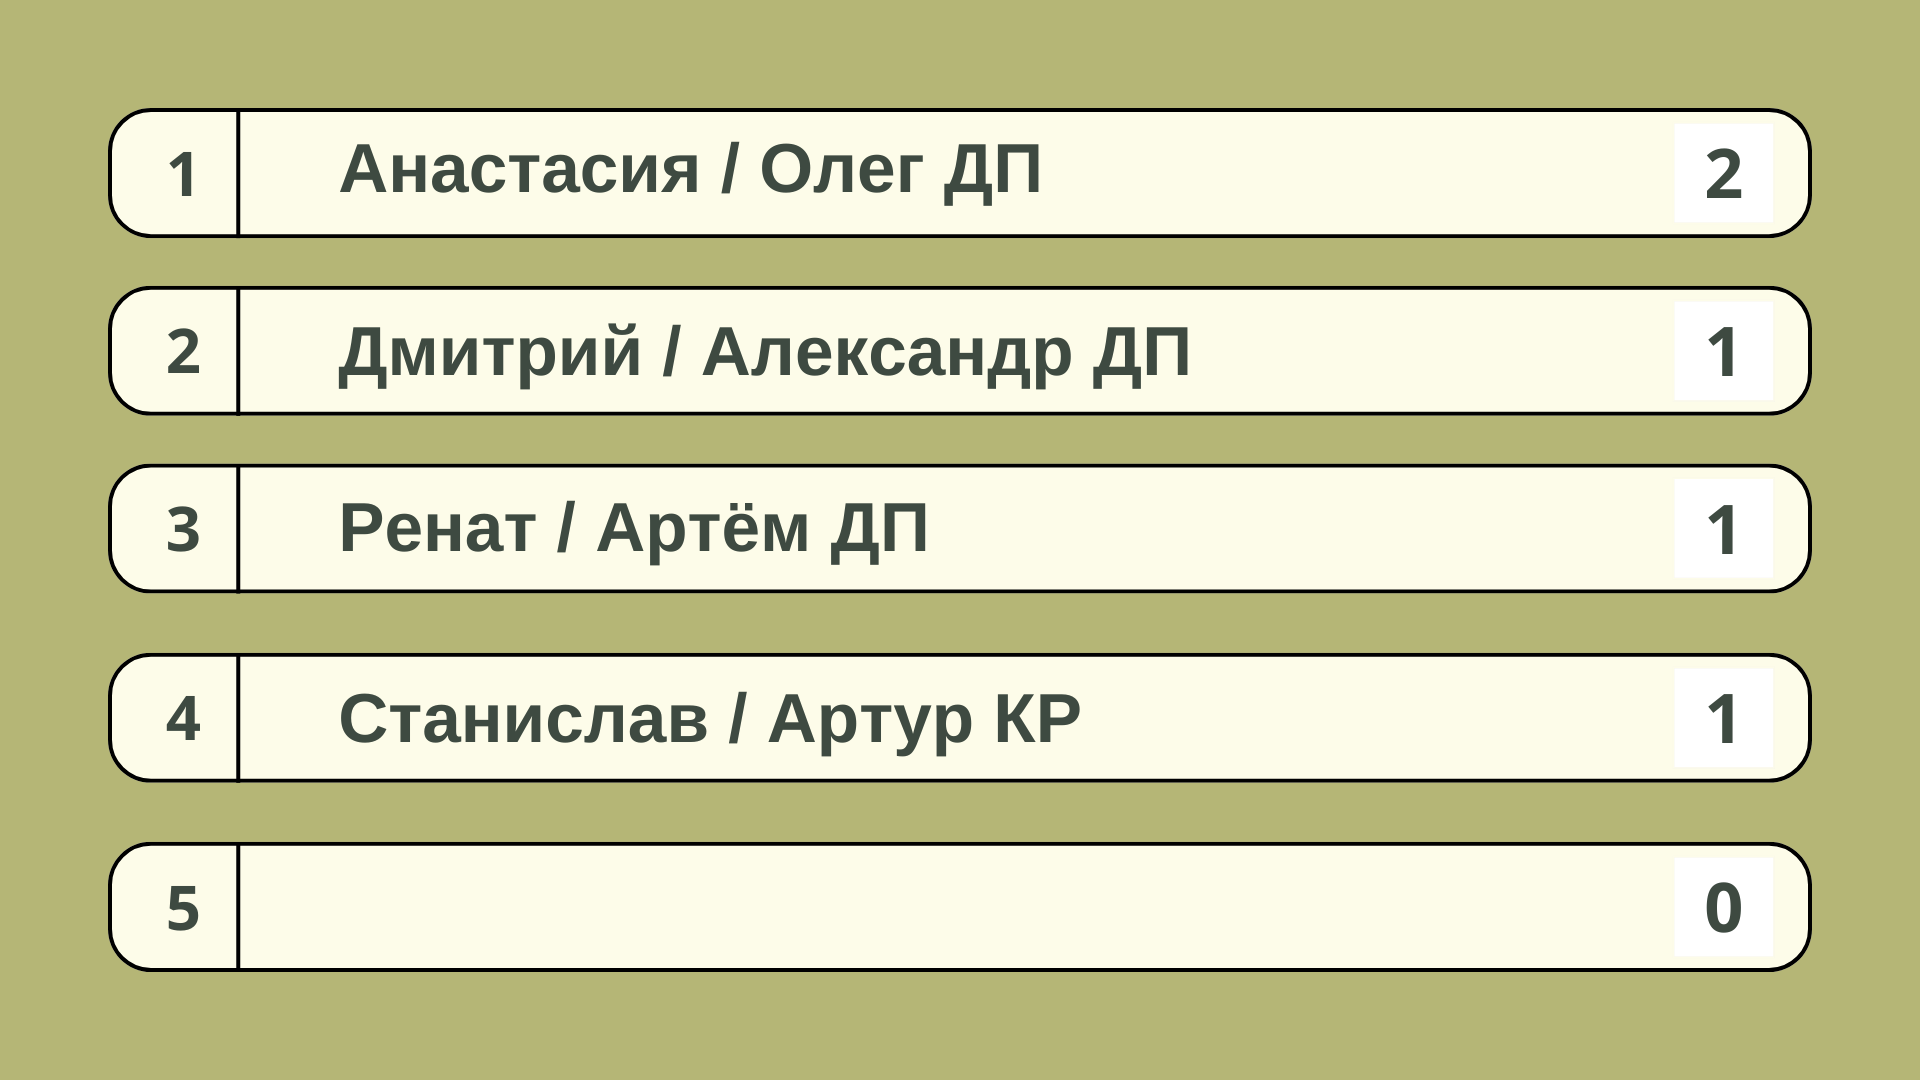 1 Анастасия / Олег ДП 2
2 Дмитрий / Александр ДП 1
3 Ренат / Артём ДП 1
4 Станислав / Артур КР 1
5 0